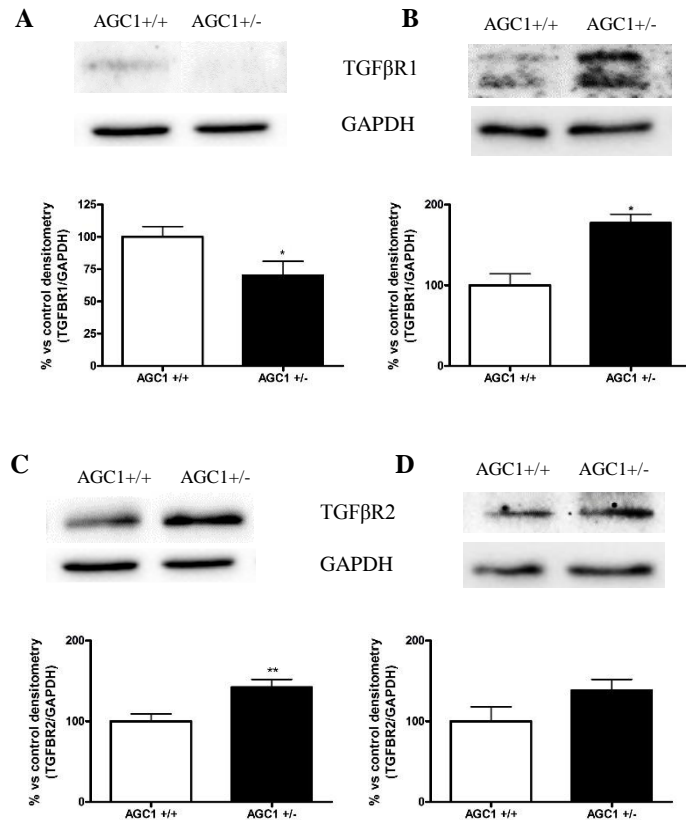 A
AGC1+/+ AGC1+/-
B
AGC1+/+ AGC1+/-
TGFβR1
GAPDH
% vs control densitometry
(TGFBR1/GAPDH)
125
100
75
50
25
0
*
AGC1 +/+
AGC1 +/-
% vs control densitometry
(TGFBR1/GAPDH)
200
100
0
*
AGC1 +/+
AGC1 +/-
C
AGC1+/+ AGC1+/-
D
AGC1+/+ AGC1+/-
TGFβR2
GAPDH
% vs control densitometry
(TGFBR2/GAPDH)
200
100
0
**
AGC1 +/+
AGC1 +/-
% vs control densitometry
(TGFBR2/GAPDH)
200
100
0
AGC1 +/+
AGC1 +/-